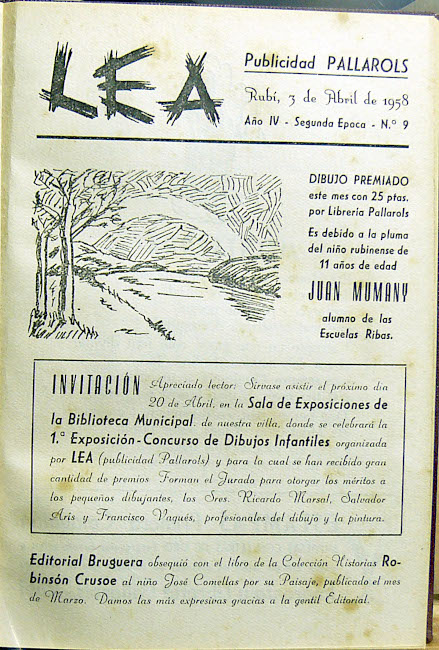 LEA
Publicidad PALLAROLS
Rubí, 3 de Abril de 1958
Año IV - Segunda Epoca - N.º 9
DIBUJO PREMIADO
este mes con 25 ptas.
por Libreria Pallarols
Es debido a la pluma
del niño rubinense de
11 años de edad
JUAN MUMANY
alumno de las
Escuelas Ribas.
INVITACIÓN Apreciado lector: Sírvase asistir el próximo día
20 de Abril, en la Sala de Exposiciones de
la Biblioteca Municipal, de nuestra villa, donde se celebrará la
1.ª Exposición-Concurso de Dibujos Infantiles organizada
por LEA (publicidad Pallarols) y para la cual se han recibido gran
cantidad de premios Forman el Jurado para otorgar los méritos a
los pequeños dibujantes, los Sres. Ricardo Marsal, Salvador
Arís y Francisco Vaqués, profesionales del dibujo y la pintura.
Editorial Bruguera obsequió con el libro de la Colección Historias Ro-
binsón Crusoe al niño José Comellas por su Paisaje, publicado el mes
de Marzo. Damos las más expresivas gracias a la gentil Editorial.